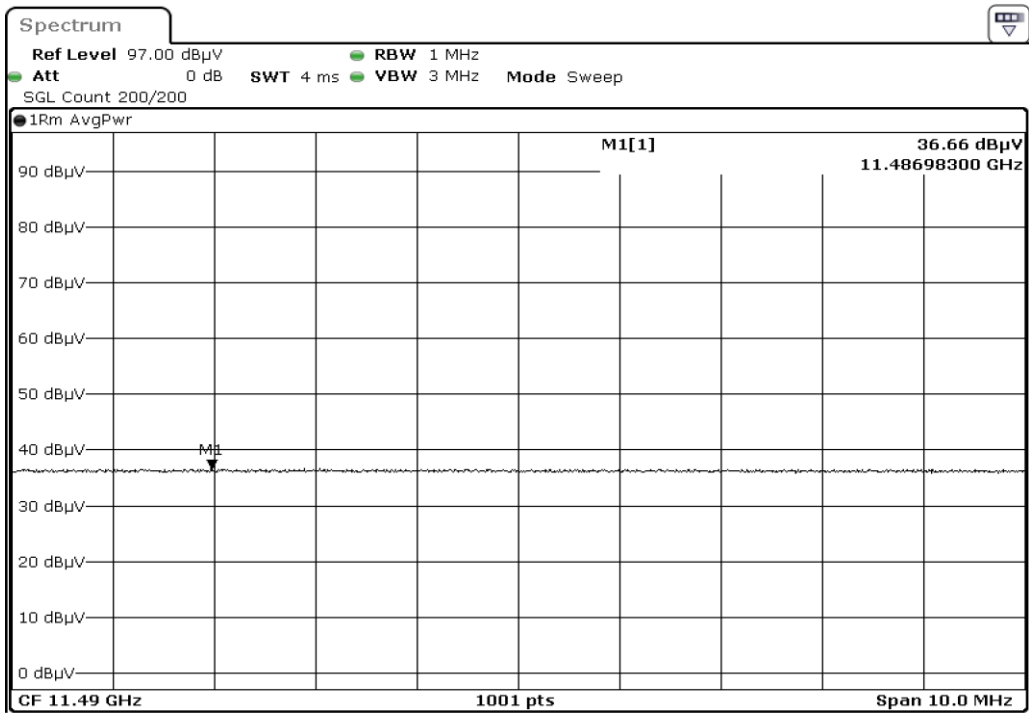 Spectrum
Ref Level 97.00 dBµV RBW 1 MHz
Att 0 dB SWT 4 ms VBW 3 MHz Mode Sweep
SGL Count 200/200
1Rm AvgPwr
M1[1] 36.66 dBµV
11.48698300 GHz
90 dBµV
80 dBµV
70 dBµV
60 dBµV
50 dBµV
40 dBµV
M1
30 dBµV
20 dBµV
10 dBµV
0 dBµV
CF 11.49 GHz 1001 pts Span 10.0 MHz